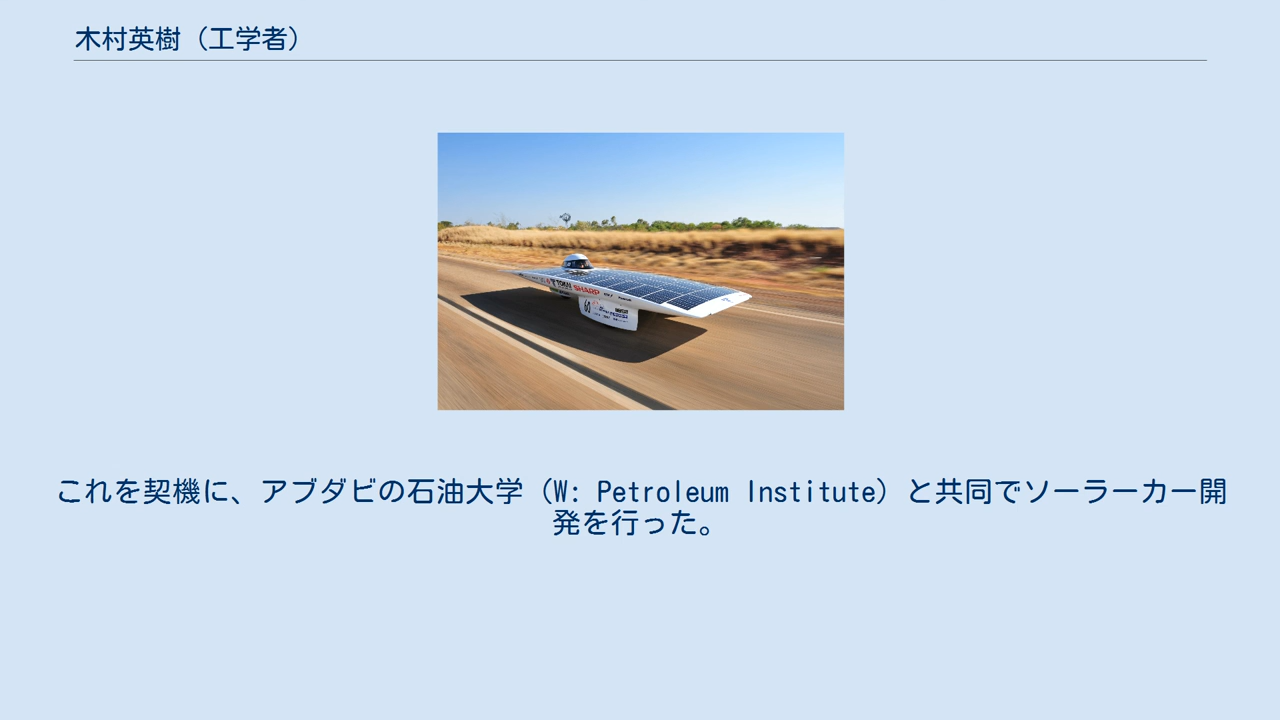 木村英樹（工学者）
TOKAI SHARP
これを契機に、アブダビの石油大学（W: Petroleum Institute）と共同でソーラーカー開
発を行った。